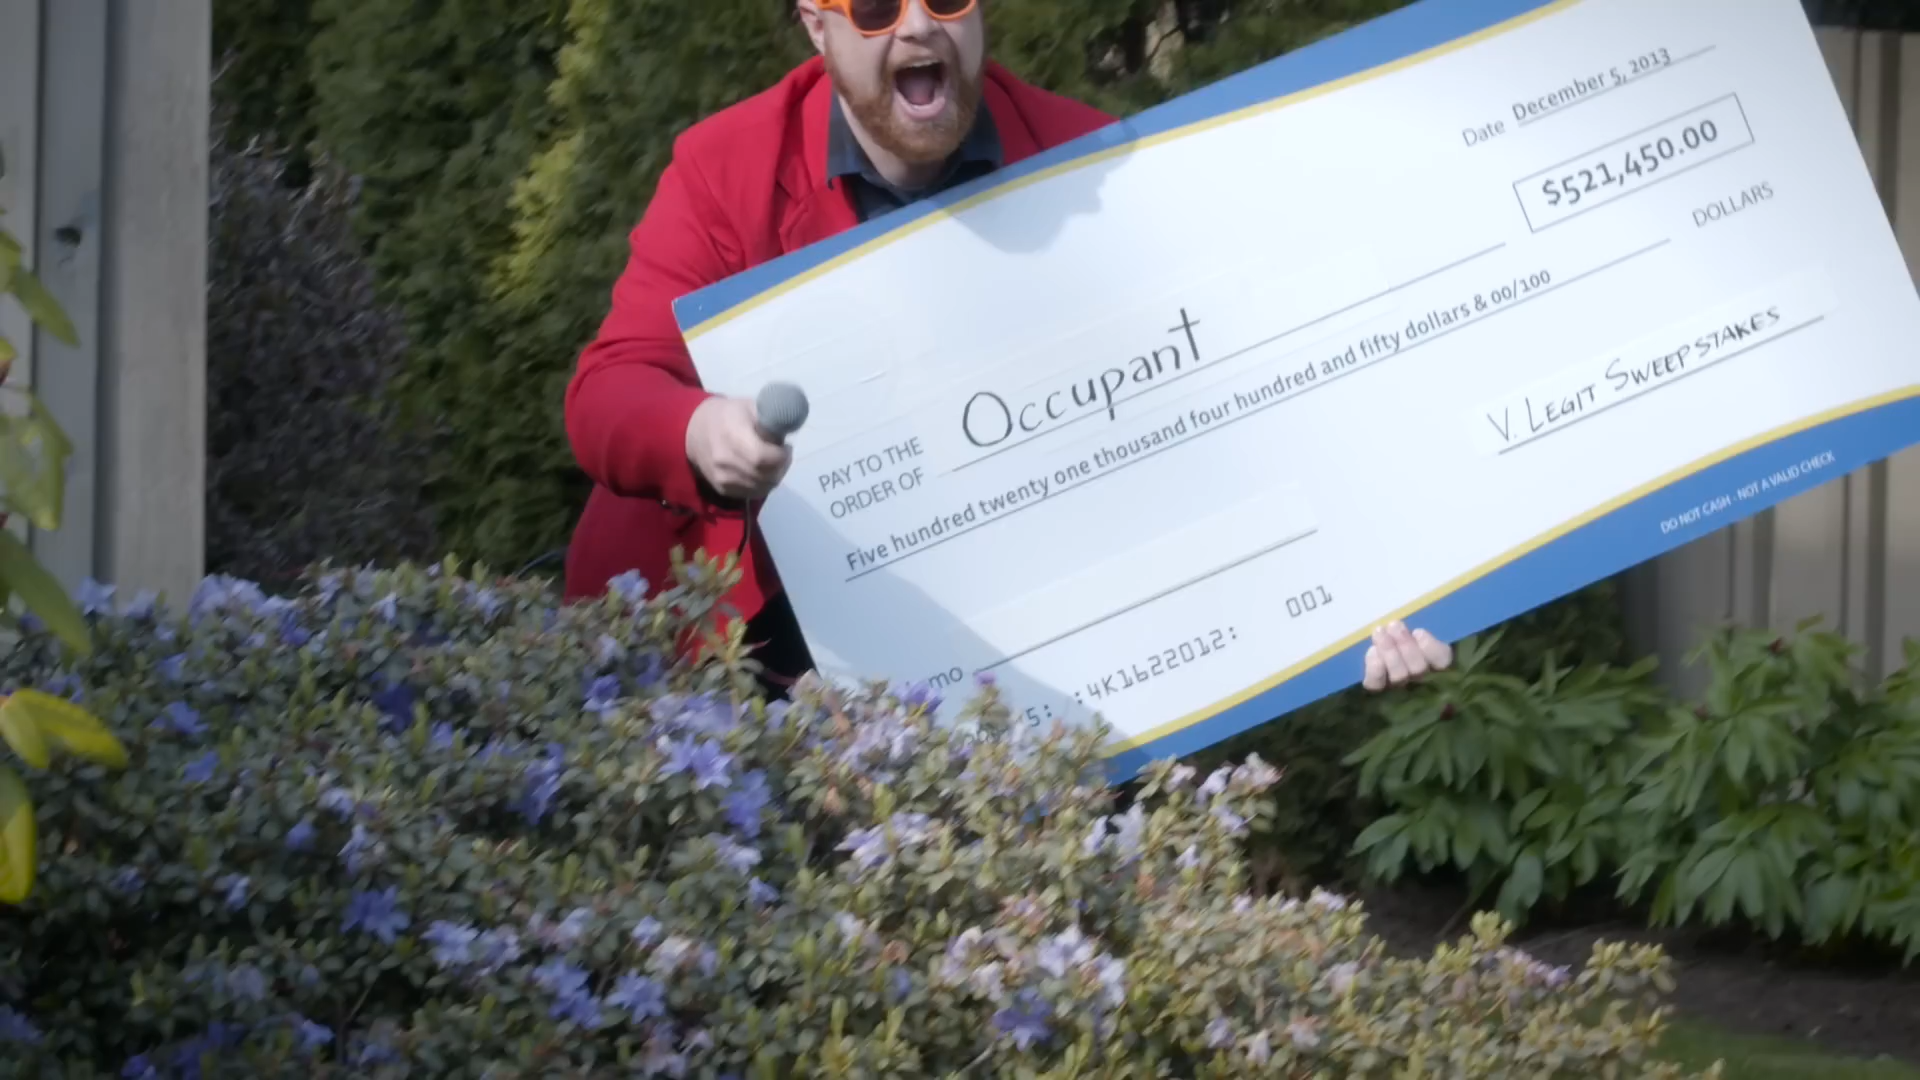 Date December 5, 2013
$521,450.00
PAY TO THE
ORDER OF
Occupant
Five hundred twenty one thousand four hundred and fifty dollars & 00/100
DOLLARS
V. LEGIT SWEEPSTAKES
mo
5: :4K1622012: 001
DO NOT CASH - NOT A VALID CHECK